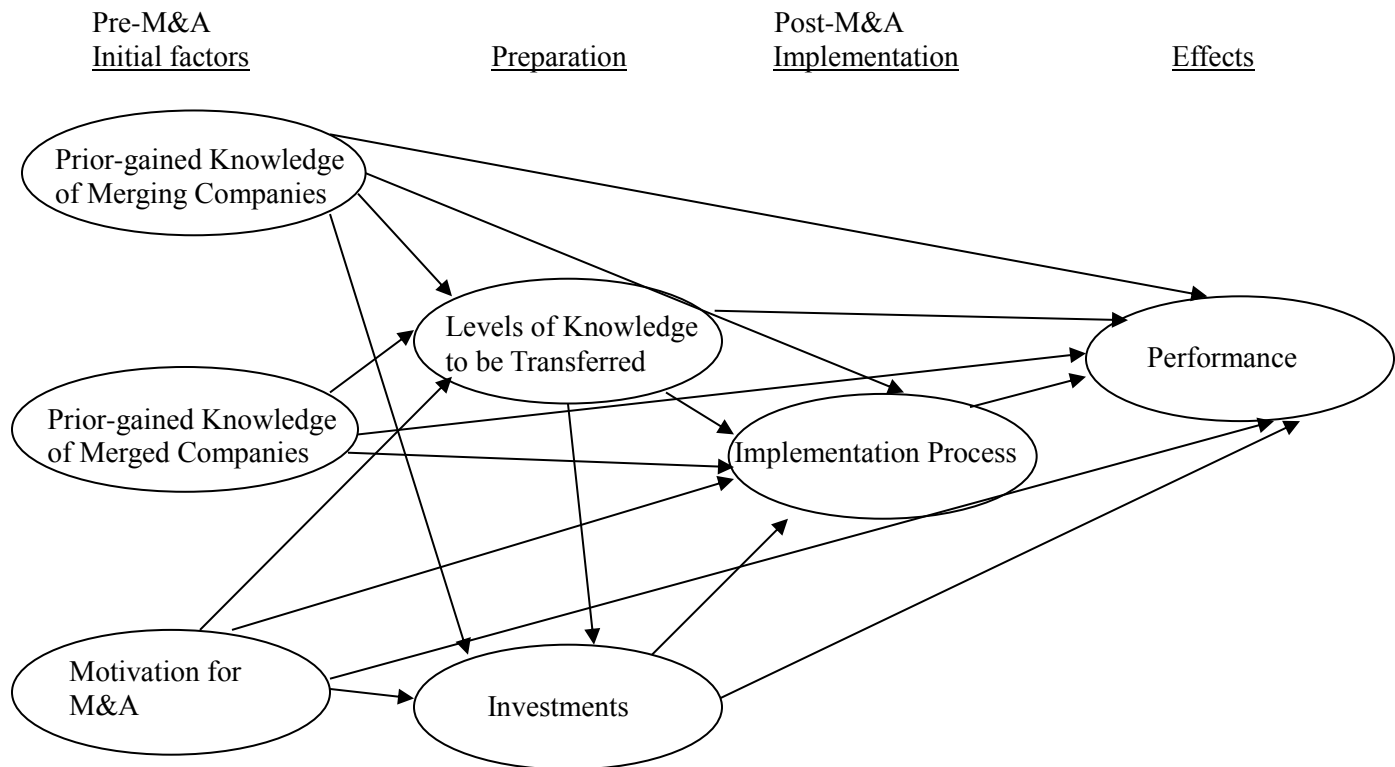 Pre-M&A
Initial factors
Preparation
Post-M&A
Implementation
Effects
Prior-gained Knowledge
of Merging Companies
Levels of Knowledge
to be Transferred
Performance
Prior-gained Knowledge
of Merged Companies
Implementation Process
Motivation for
M&A
Investments